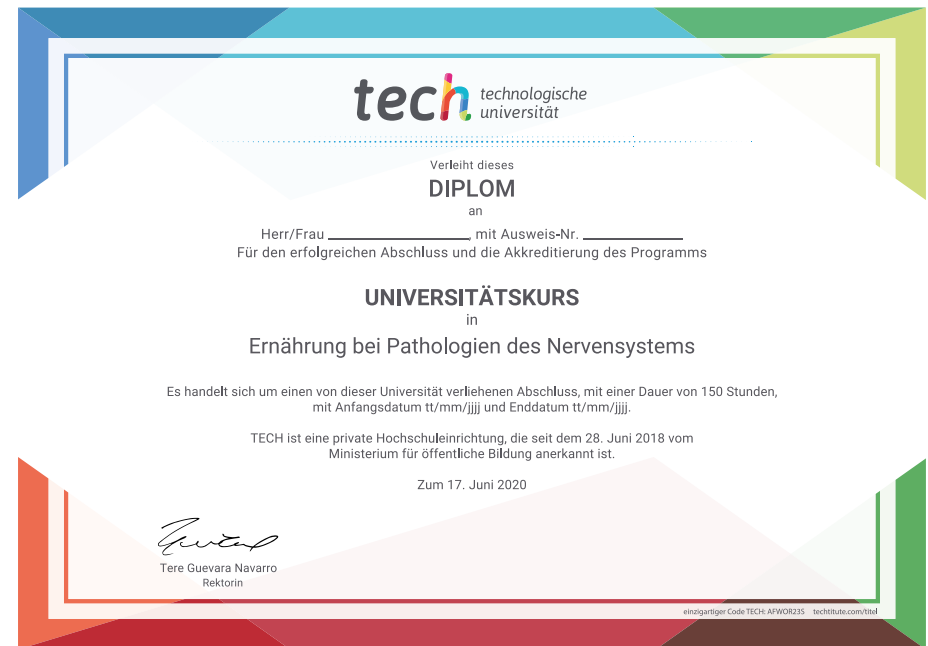 tech technologische
universität
Verleiht dieses
DIPLOM
an
Herr/Frau ____________________, mit Ausweis-Nr. ______________
Für den erfolgreichen Abschluss und die Akkreditierung des Programms
UNIVERSITÄTSKURS
in
Ernährung bei Pathologien des Nervensystems
Es handelt sich um einen von dieser Universität verliehenen Abschluss, mit einer Dauer von 150 Stunden,
mit Anfangsdatum tt/mm/jjjj und Enddatum tt/mm/jjjj.
TECH ist eine private Hochschuleinrichtung, die seit dem 28. Juni 2018 vom
Ministerium für öffentliche Bildung anerkannt ist.
Zum 17. Juni 2020
Tere Guevara Navarro
Rektorin
einzigartiger Code TECH: AFWOR23S techtitute.com/titel